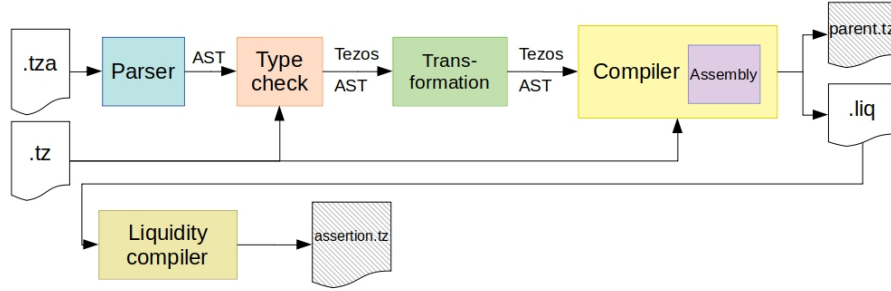 parent.tz
.tza
Parser
AST
Type
check
Tezos
AST
Trans-
formation
Tezos
AST
Compiler
Assembly
.liq
.tz
Liquidity
compiler
assertion.tz